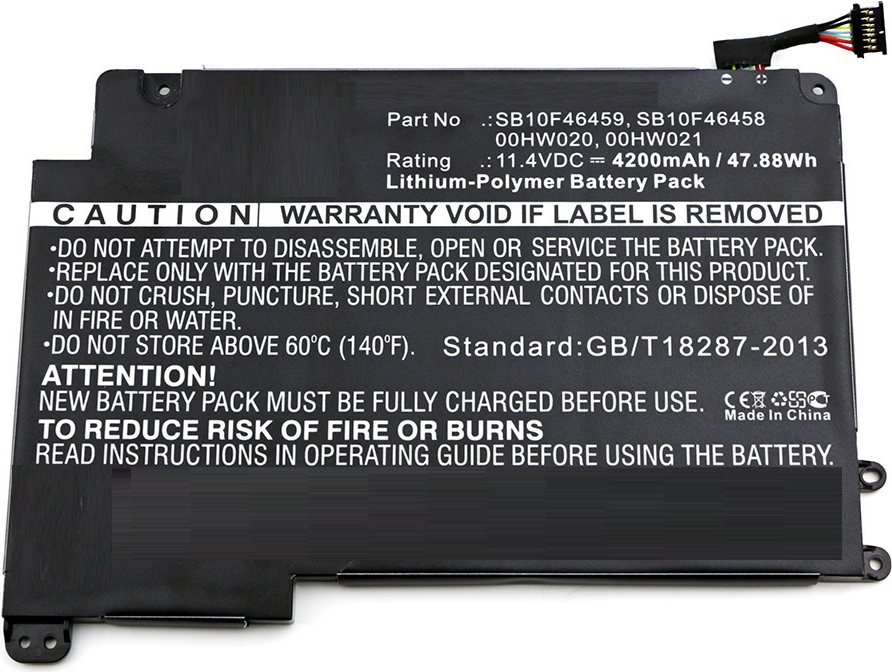 Part No .:SB10F46459, SB10F46458
00HW020, 00HW021
Rating .:11.4VDC ⎓ 4200mAh / 47.88Wh
Lithium-Polymer Battery Pack
CAUTION WARRANTY VOID IF LABEL IS REMOVED
•DO NOT ATTEMPT TO DISASSEMBLE, OPEN OR SERVICE THE BATTERY PACK.
•REPLACE ONLY WITH THE BATTERY PACK DESIGNATED FOR THIS PRODUCT.
•DO NOT CRUSH, PUNCTURE, SHORT EXTERNAL CONTACTS OR DISPOSE OF
IN FIRE OR WATER.
•DO NOT STORE ABOVE 60°C (140°F). Standard:GB/T18287-2013
ATTENTION!
NEW BATTERY PACK MUST BE FULLY CHARGED BEFORE USE. CE
Made In China
TO REDUCE RISK OF FIRE OR BURNS
READ INSTRUCTIONS IN OPERATING GUIDE BEFORE USING THE BATTERY.